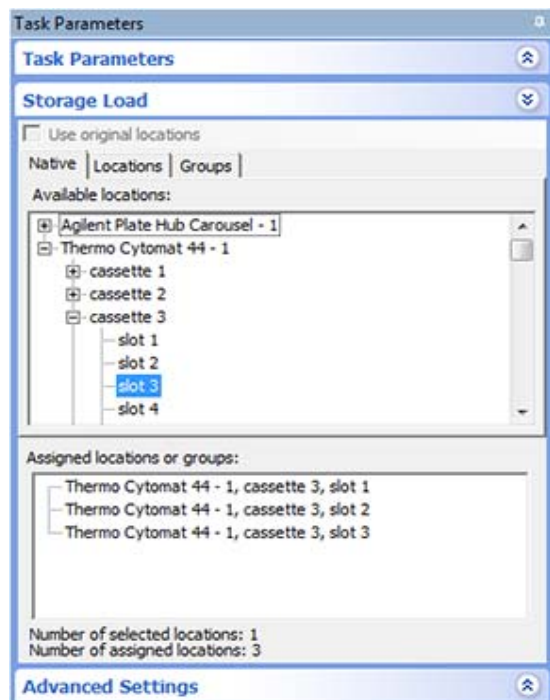 Task Parameters
Task Parameters
Storage Load
Use original locations
Native Locations Groups
Available locations:
Agilent Plate Hub Carousel - 1
Thermo Cytomat 44 - 1
cassette 1
cassette 2
cassette 3
slot 1
slot 2
slot 3
slot 4
Assigned locations or groups:
Thermo Cytomat 44 - 1, cassette 3, slot 1
Thermo Cytomat 44 - 1, cassette 3, slot 2
Thermo Cytomat 44 - 1, cassette 3, slot 3
Number of selected locations: 1
Number of assigned locations: 3
Advanced Settings